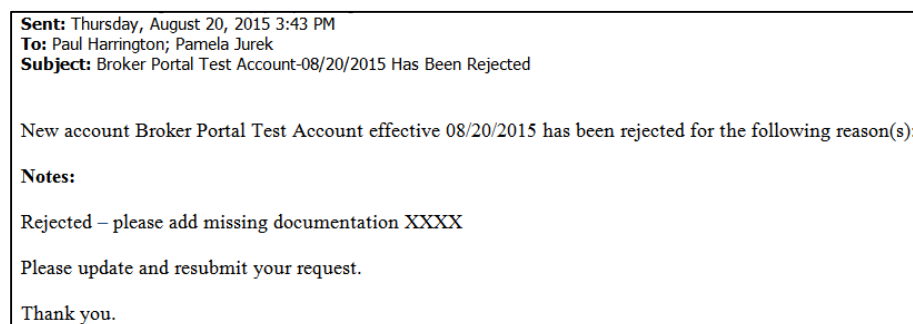 Sent: Thursday, August 20, 2015 3:43 PM
To: Paul Harrington; Pamela Jurek
Subject: Broker Portal Test Account-08/20/2015 Has Been Rejected
New account Broker Portal Test Account effective 08/20/2015 has been rejected for the following reason(s):
Notes:
Rejected – please add missing documentation XXXX
Please update and resubmit your request.
Thank you.